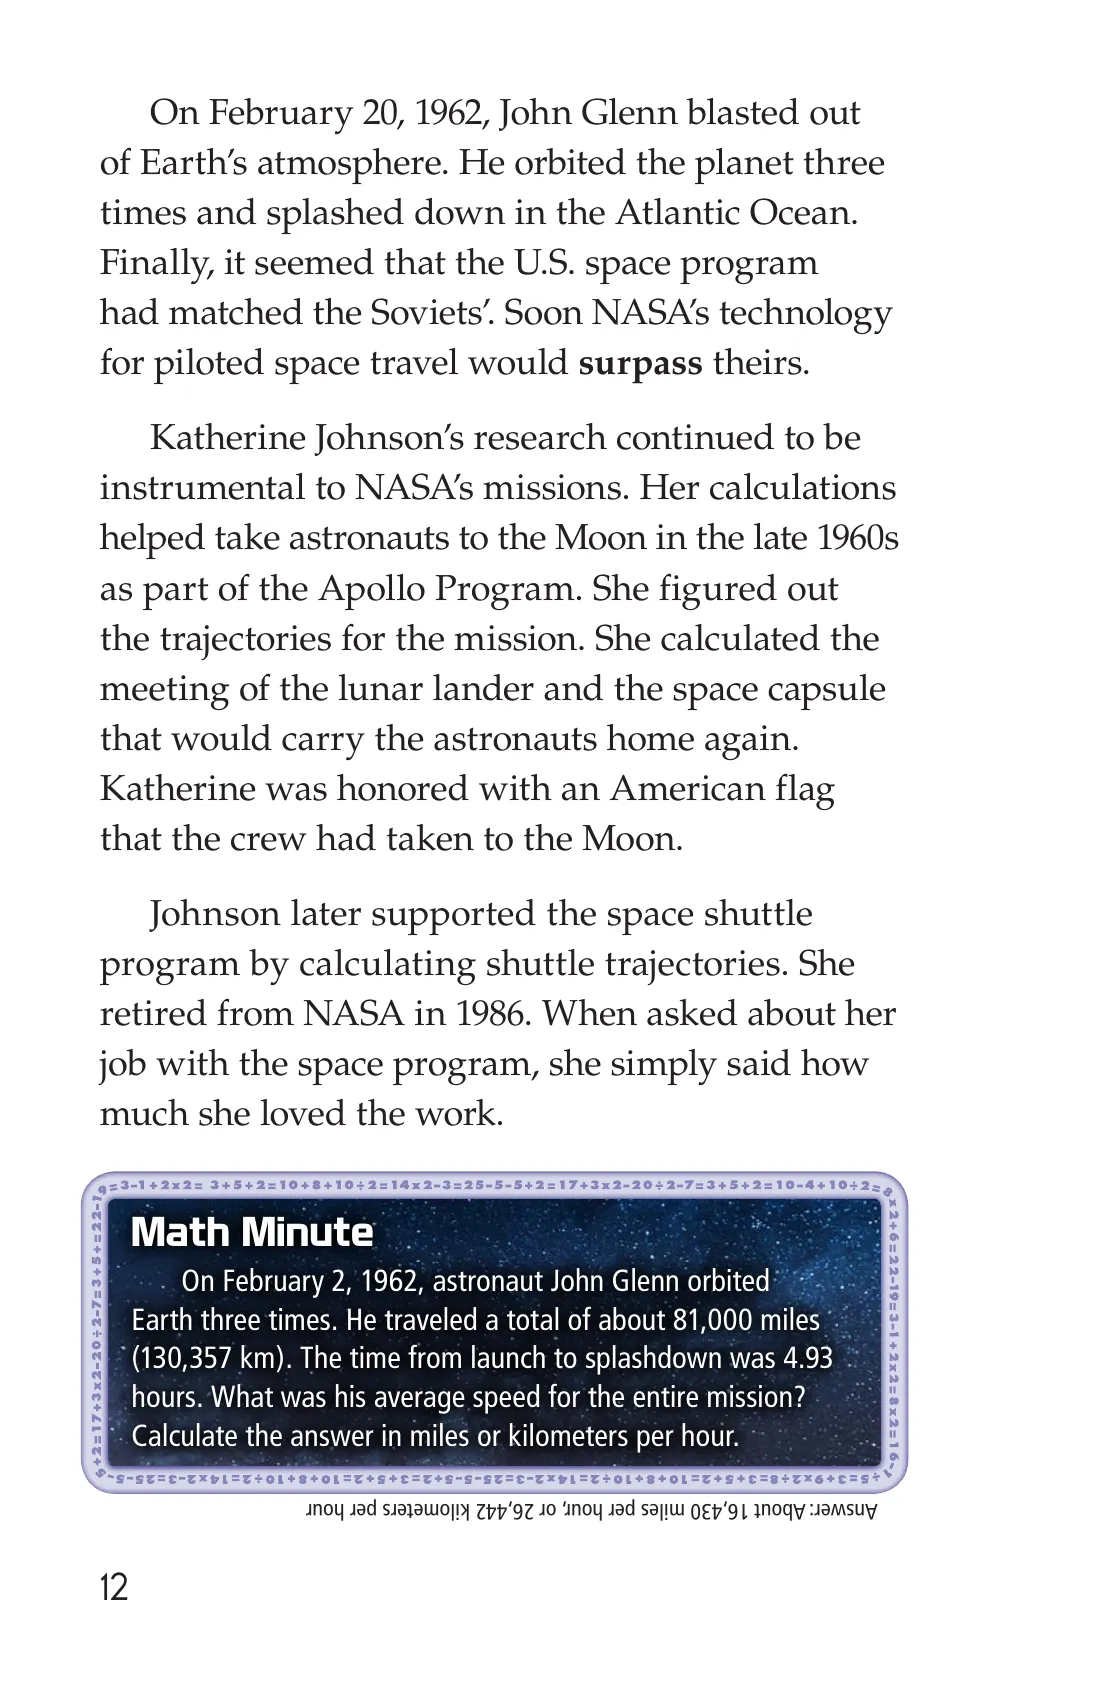 On February 20, 1962, John Glenn blasted out
of Earth’s atmosphere. He orbited the planet three
times and splashed down in the Atlantic Ocean.
Finally, it seemed that the U.S. space program
had matched the Soviets’. Soon NASA’s technology
for piloted space travel would surpass theirs.
Katherine Johnson’s research continued to be
instrumental to NASA’s missions. Her calculations
helped take astronauts to the Moon in the late 1960s
as part of the Apollo Program. She figured out
the trajectories for the mission. She calculated the
meeting of the lunar lander and the space capsule
that would carry the astronauts home again.
Katherine was honored with an American flag
that the crew had taken to the Moon.
Johnson later supported the space shuttle
program by calculating shuttle trajectories. She
retired from NASA in 1986. When asked about her
job with the space program, she simply said how
much she loved the work.
=3-1+2x2= 3+5+2=10+8+10÷2=14x2-3=25-5-5+2=17+3x2-20÷2-7=3+5+2=10-4+10÷2=
Math Minute
On February 2, 1962, astronaut John Glenn orbited
Earth three times. He traveled a total of about 81,000 miles
(130,357 km). The time from launch to splashdown was 4.93
hours. What was his average speed for the entire mission?
Calculate the answer in miles or kilometers per hour.
Answer: About 16,430 miles per hour, or 26,442 kilometers per hour
12